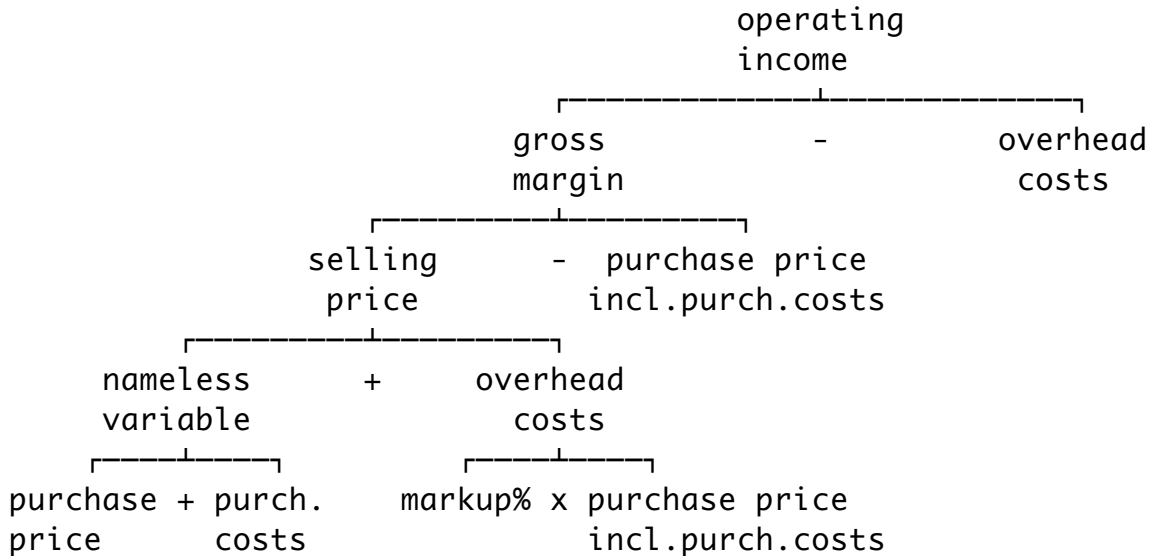 operating
income
gross - overhead
margin costs
selling - purchase price
price incl.purch.costs
nameless + overhead
variable costs
purchase + purch. markup% x purchase price
price costs incl.purch.costs